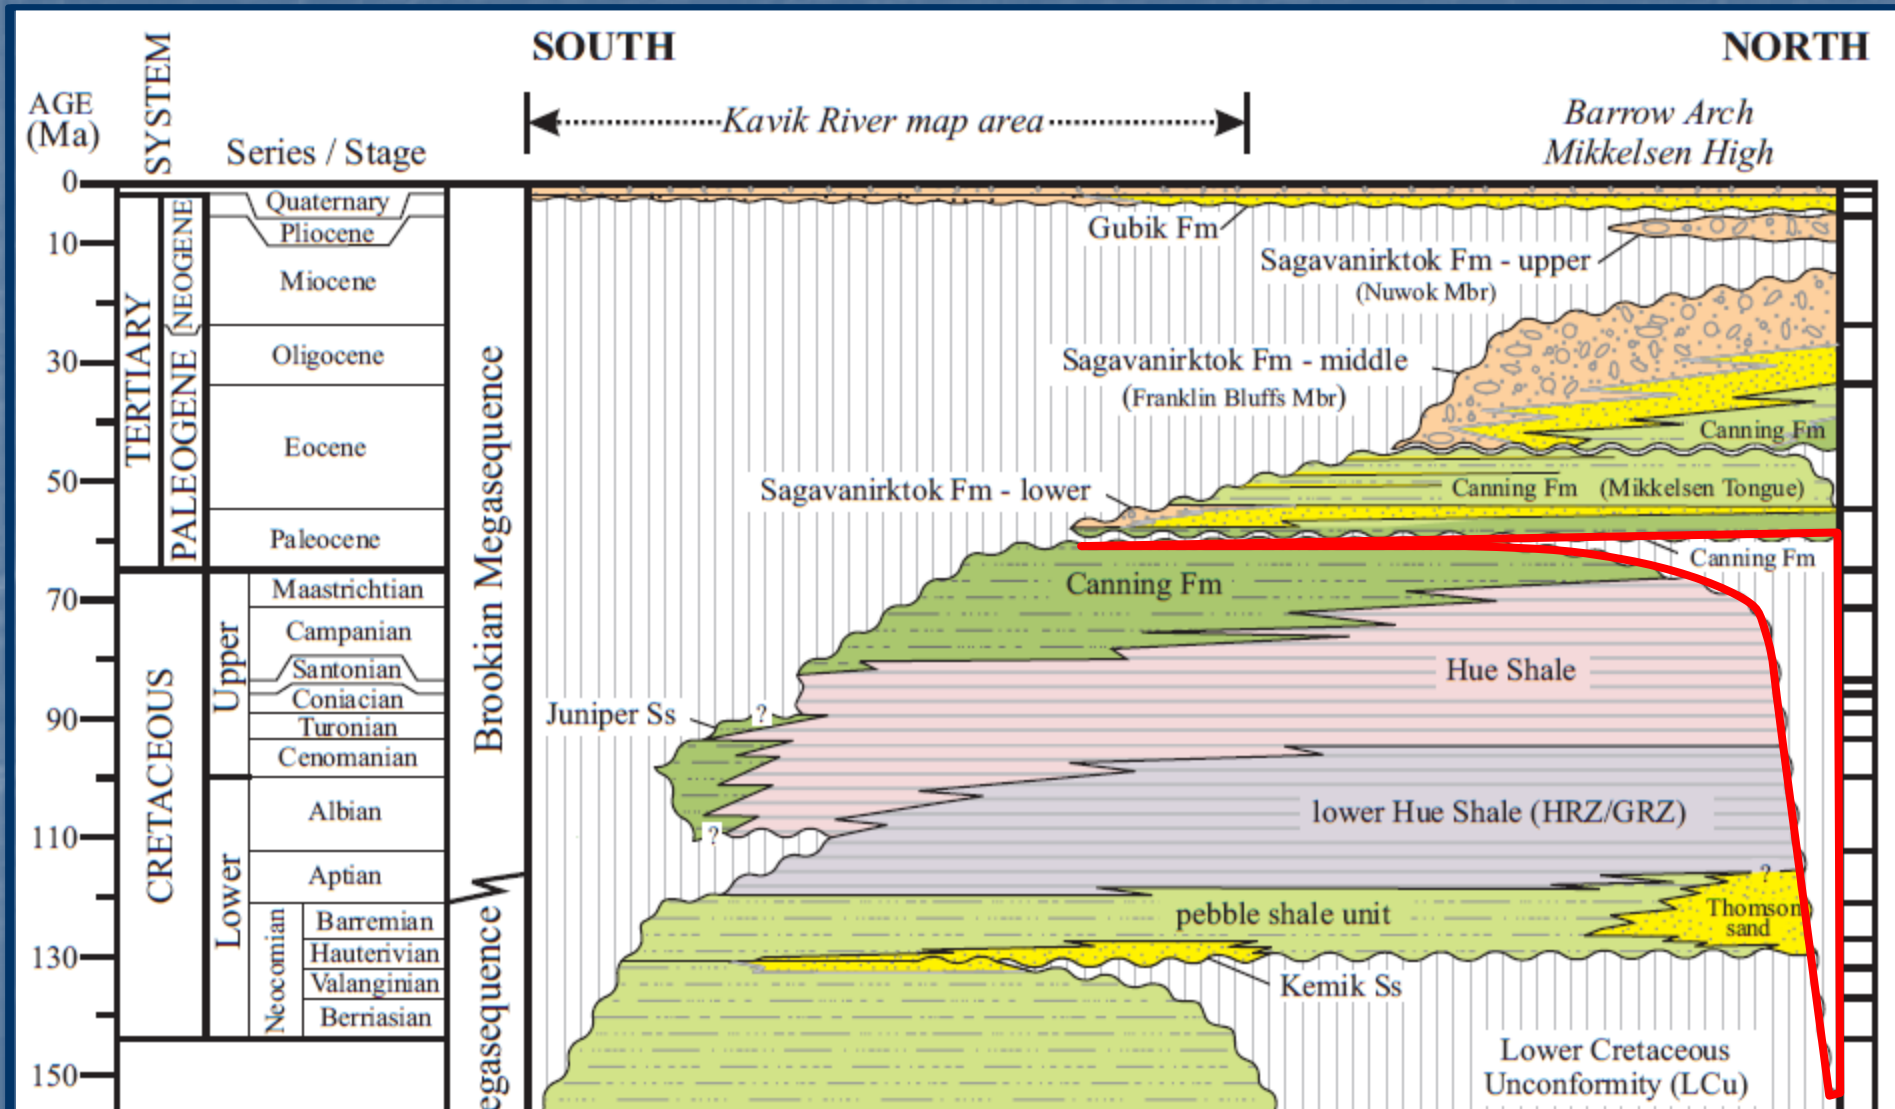 SOUTH
NORTH
AGE
(Ma)
SYSTEM
Series / Stage
Kavik River map area
Barrow Arch
Mikkelsen High
0
10
30
50
70
90
110
130
150
TERTIARY
NEOGENE
PALEOGENE
CRETACEOUS
Upper
Lower
Neocomian
Quaternary
Pliocene
Miocene
Oligocene
Eocene
Paleocene
Maastrichtian
Campanian
Santonian
Coniacian
Turonian
Cenomanian
Albian
Aptian
Barremian
Hauterivian
Valanginian
Berriasian
Brookian Megasequence
egasequence
Gubik Fm
Sagavanirktok Fm - upper
(Nuwok Mbr)
Sagavanirktok Fm - middle
(Franklin Bluffs Mbr)
Canning Fm
Sagavanirktok Fm - lower
Canning Fm (Mikkelsen Tongue)
Canning Fm
Canning Fm
Hue Shale
Juniper Ss
?
?
lower Hue Shale (HRZ/GRZ)
?
pebble shale unit
Thomson
sand
Kemik Ss
Lower Cretaceous
Unconformity (LCu)